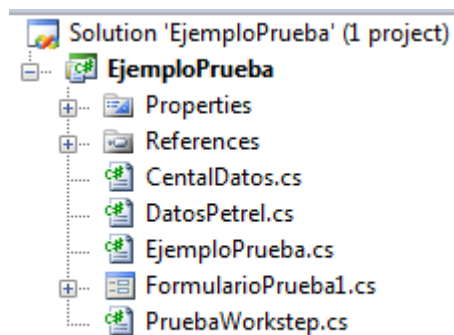 Solution 'EjemploPrueba' (1 project)
EjemploPrueba
Properties
References
CentalDatos.cs
DatosPetrel.cs
EjemploPrueba.cs
FormularioPrueba1.cs
PruebaWorkstep.cs